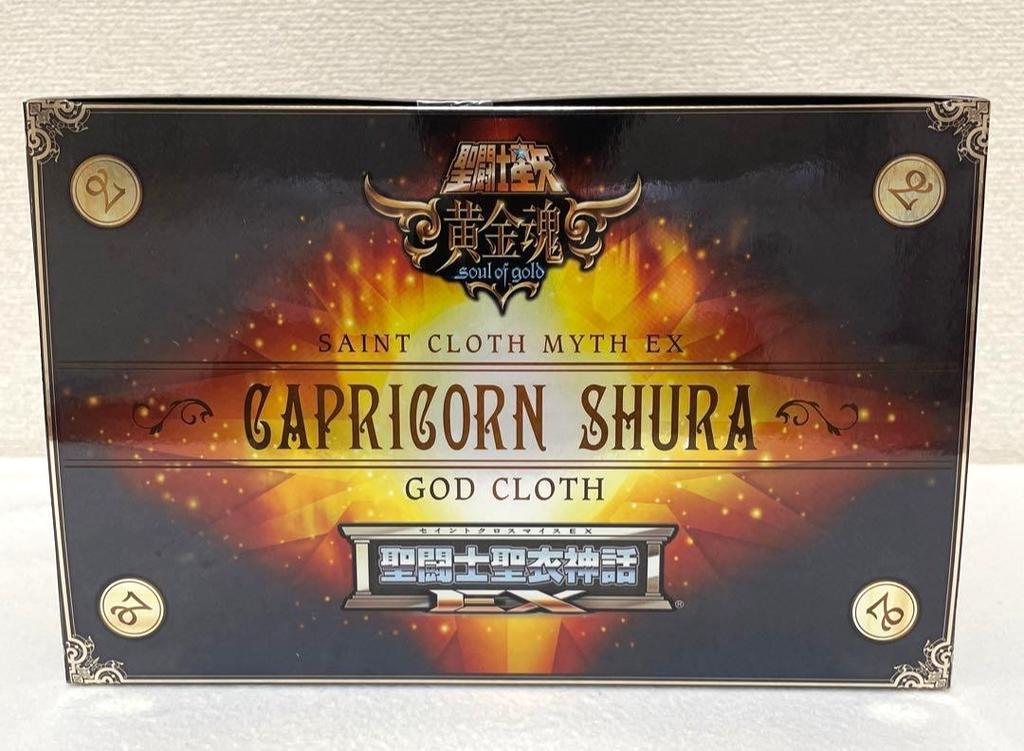 聖闘士星矢
黄金魂
soul of gold
SAINT CLOTH MYTH EX
CAPRICORN SHURA
GOD CLOTH
セイントクロスマイスEX
聖闘士聖衣神話
EX
®